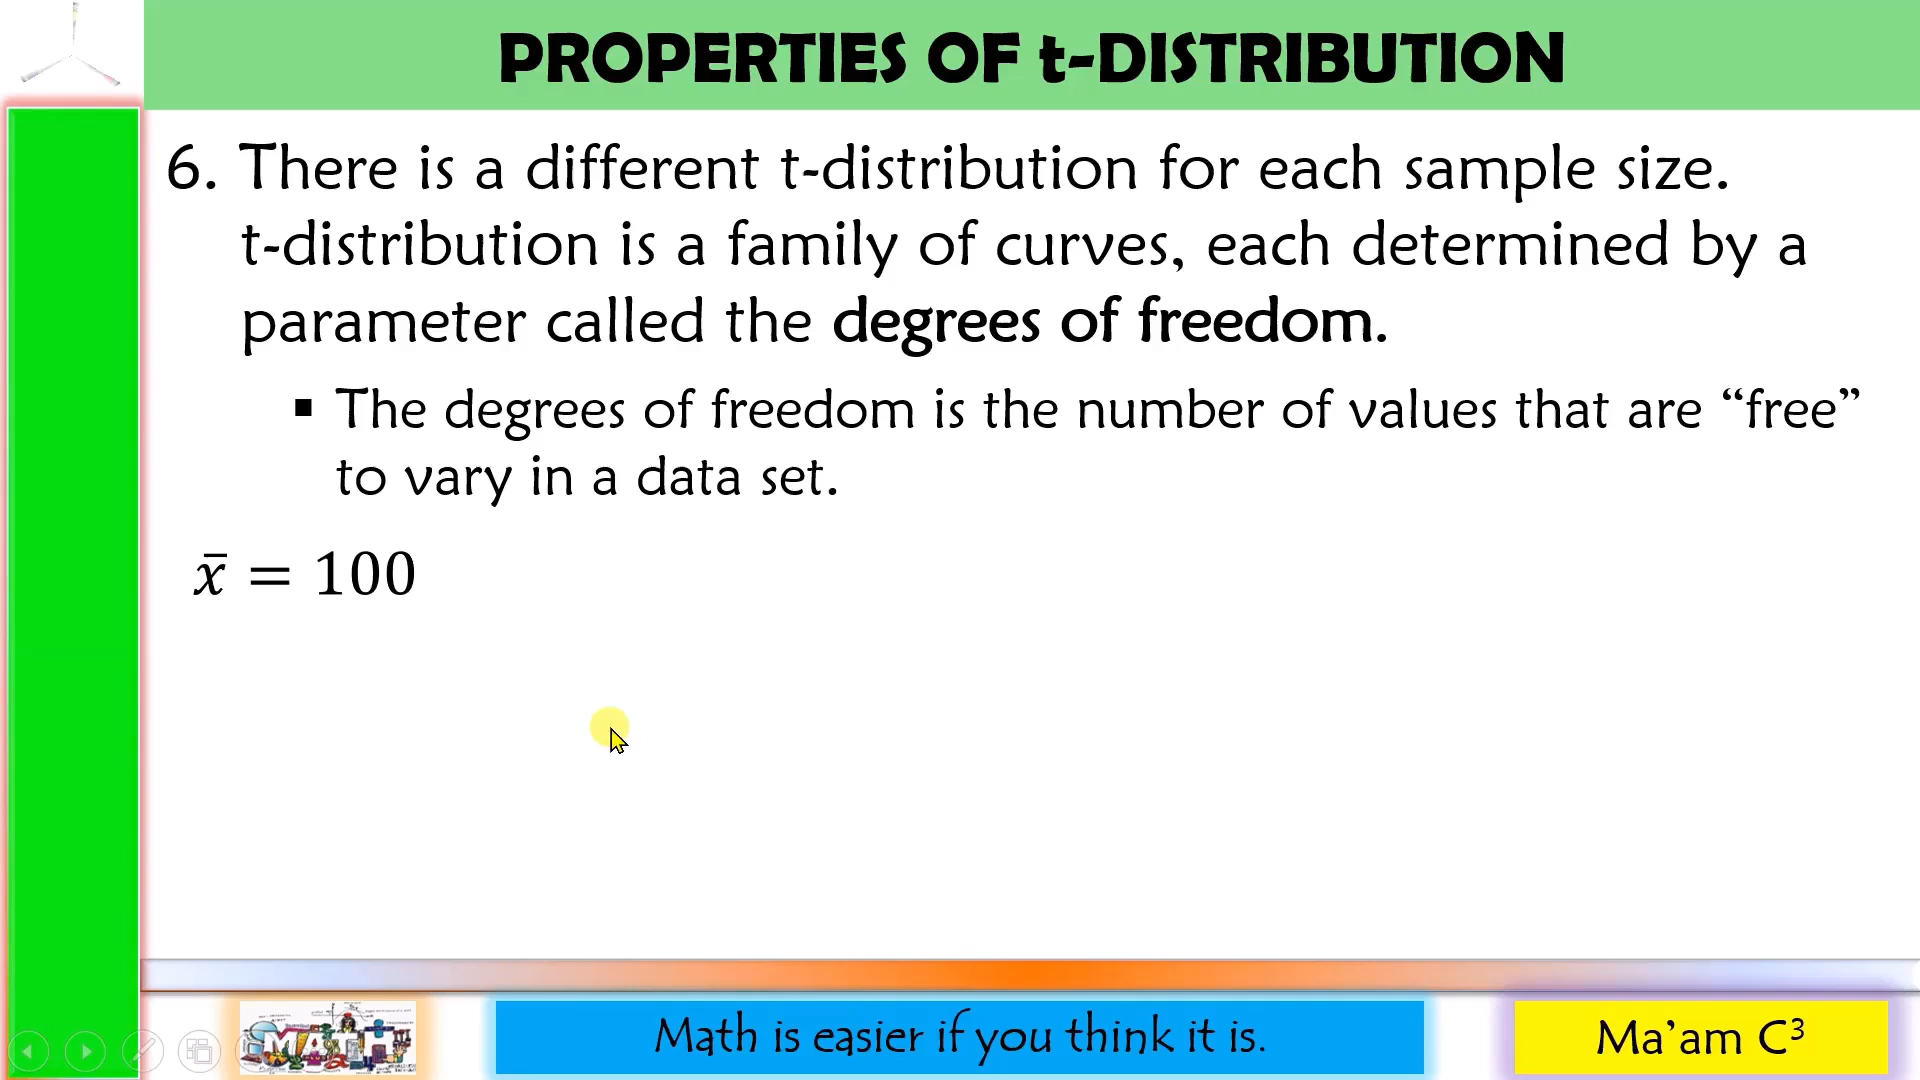 PROPERTIES OF t-DISTRIBUTION
6. There is a different t-distribution for each sample size.
t-distribution is a family of curves, each determined by a
parameter called the degrees of freedom.
▪ The degrees of freedom is the number of values that are “free”
to vary in a data set.
x̄ = 100
MATH
Math is easier if you think it is.
Ma’am C³